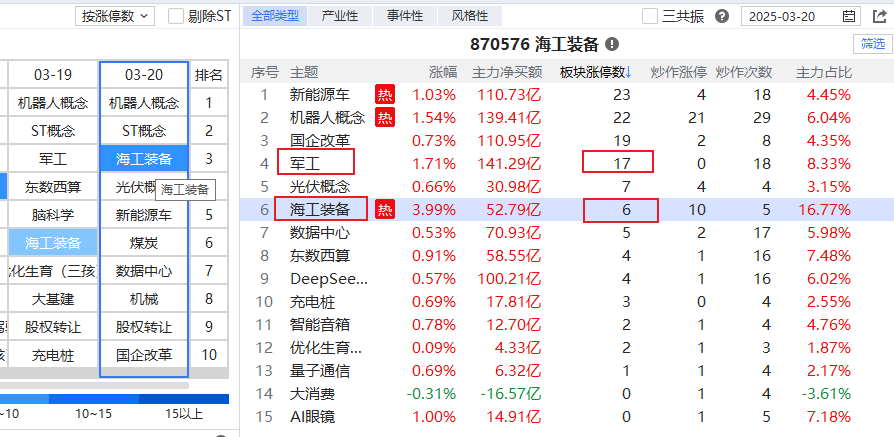 按涨停数 剔除ST
03-19 03-20 排名
机器人概念 机器人概念 1
ST概念 ST概念 2
军工 海工装备 3
东数西算 光伏概
海工装备
脑科学 新能源车 5
海工装备 煤炭 6
化生育（三孩 数据中心 7
大基建 机械 8
股权转让 股权转让 9
充电桩 国企改革 10
~10 10~15 15以上
全部类型 产业性 事件性 风格性 三共振 2025-03-20
870576 海工装备 筛选
序号 主题 涨幅 主力净买额 板块涨停数↓ 炒作涨停 炒作次数 主力占比
1 新能源车 热 1.03% 110.73亿 23 4 18 4.45%
2 机器人概念 热 1.54% 139.41亿 22 21 29 6.04%
3 国企改革 0.73% 110.95亿 19 2 8 4.35%
4 军工 1.71% 141.29亿 17 0 18 8.33%
5 光伏概念 0.66% 30.98亿 7 4 4 3.15%
6 海工装备 热 3.99% 52.79亿 6 10 5 16.77%
7 数据中心 0.53% 70.93亿 5 2 17 5.98%
8 东数西算 0.91% 58.55亿 4 1 16 7.48%
9 DeepSee... 0.57% 100.21亿 4 1 16 6.02%
10 充电桩 0.69% 17.81亿 3 0 4 2.55%
11 智能音箱 0.78% 12.70亿 2 1 4 4.76%
12 优化生育... 0.09% 4.33亿 2 1 3 1.87%
13 量子通信 0.69% 6.32亿 1 1 4 2.17%
14 大消费 -0.31% -16.57亿 0 1 4 -3.61%
15 AI眼镜 1.00% 14.91亿 0 1 5 7.18%